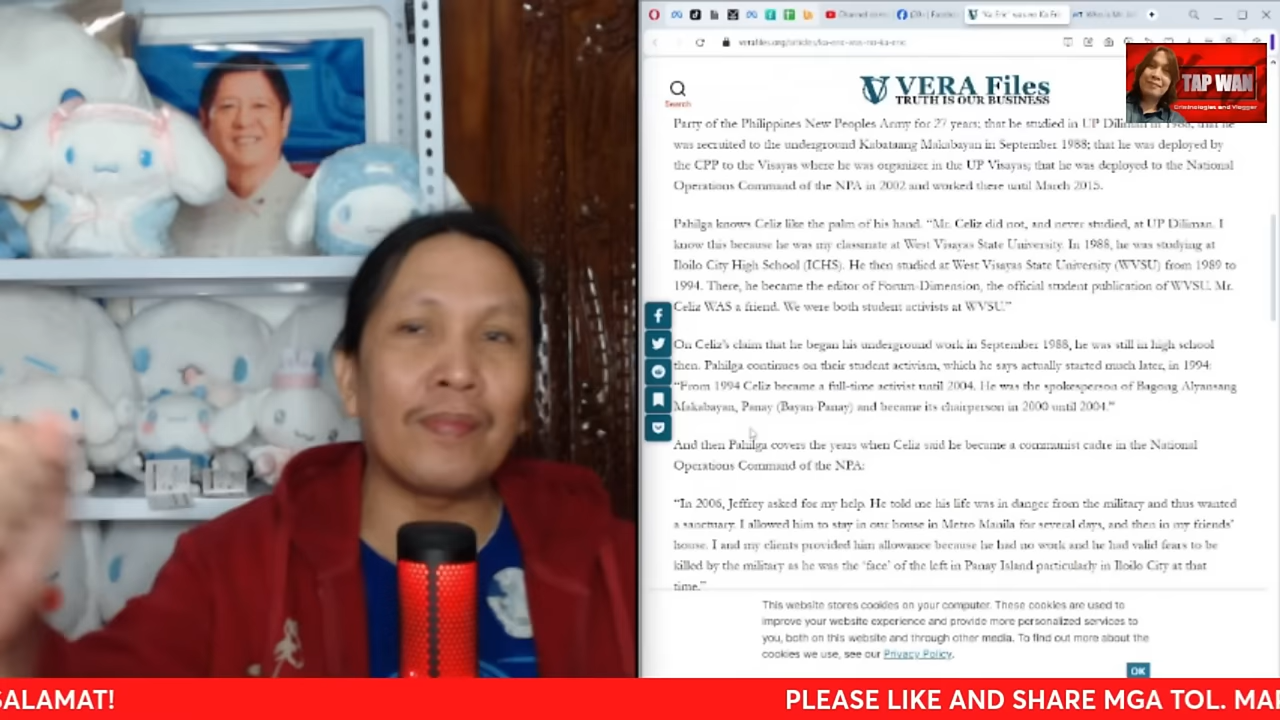 Channel
verafiles.org/articles/ka-eric-was-no-ka-eric
TAP WAN
Criminologist and Vlogger
Search
VERA Files
TRUTH IS OUR BUSINESS
Party of the Philippines New Peoples Army for 27 years; that he studied in UP Diliman in 1988; that he
was recruited to the underground Kabataang Makabayan in September 1988; that he was deployed by
the CPP to the Visayas where he was organizer in the UP Visayas; that he was deployed to the National
Operations Command of the NPA in 2002 and worked there until March 2015.
Pahilga knows Celiz like the palm of his hand. “Mr. Celiz did not, and never studied, at UP Diliman. I
know this because he was my classmate at West Visayas State University. In 1988, he was studying at
Iloilo City High School (ICHS). He then studied at West Visayas State University (WVSU) from 1989 to
1994. There, he became the editor of Forum-Dimension, the official student publication of WVSU. Mr.
Celiz WAS a friend. We were both student activists at WVSU.”
On Celiz’s claim that he began his underground work in September 1988, he was still in high school
then. Pahilga continues on their student activism, which he says actually started much later, in 1994:
“From 1994 Celiz became a full-time activist until 2004. He was the spokesperson of Bagong Alyansang
Makabayan, Panay (Bayan Panay) and became its chairperson in 2000 until 2004.”
And then Pahilga covers the years when Celiz said he became a communist cadre in the National
Operations Command of the NPA:
“In 2006, Jeffrey asked for my help. He told me his life was in danger from the military and thus wanted
a sanctuary. I allowed him to stay in our house in Metro Manila for several days, and then in my friends’
house. I and my clients provided him allowance because he had no work and he had valid fears to be
killed by the military as he was the ‘face’ of the left in Panay Island particularly in Iloilo City at that
time.”
This website stores cookies on your computer. These cookies are used to
improve your website experience and provide more personalized services to
you, both on this website and through other media. To find out more about the
cookies we use, see our Privacy Policy.
OK
SALAMAT! PLEASE LIKE AND SHARE MGA TOL. MA